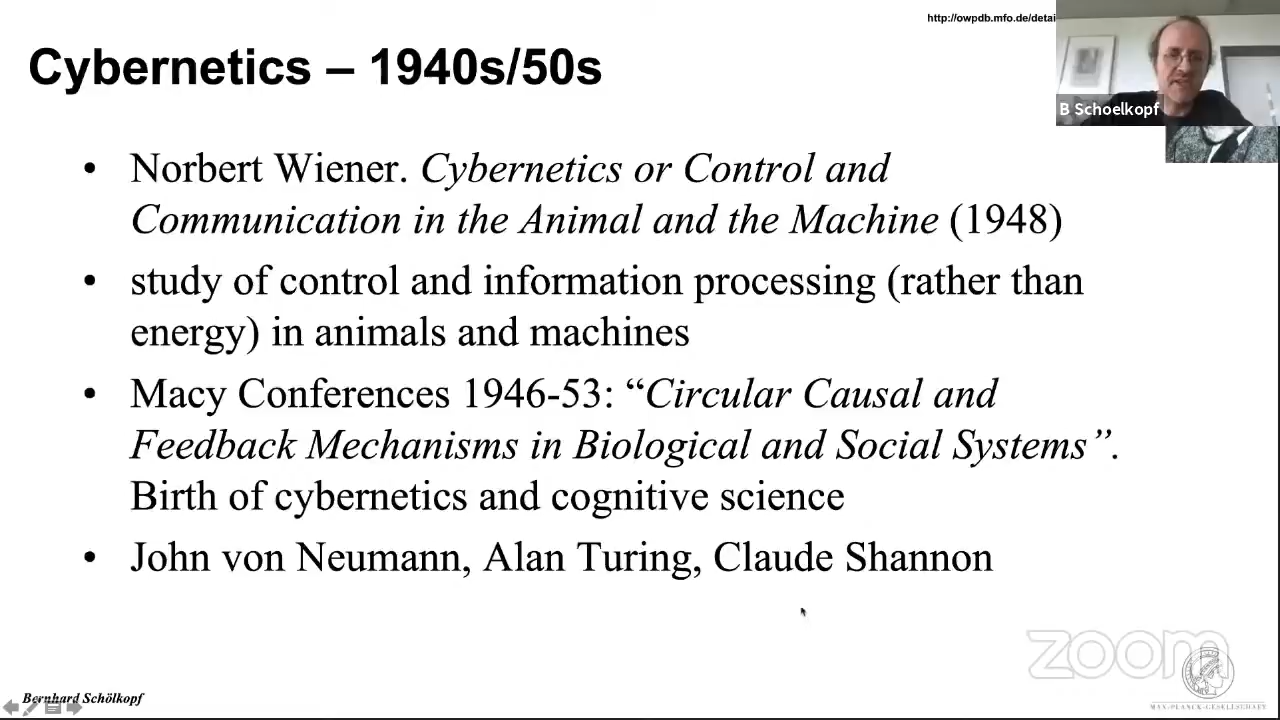 http://owpdb.mfo.de/detai
Cybernetics – 1940s/50s
B Schoelkopf
• Norbert Wiener. Cybernetics or Control and
Communication in the Animal and the Machine (1948)
• study of control and information processing (rather than
energy) in animals and machines
• Macy Conferences 1946-53: “Circular Causal and
Feedback Mechanisms in Biological and Social Systems”.
Birth of cybernetics and cognitive science
• John von Neumann, Alan Turing, Claude Shannon
zoom
Bernhard Schölkopf
MAX-PLANCK-GESELLSCHAFT